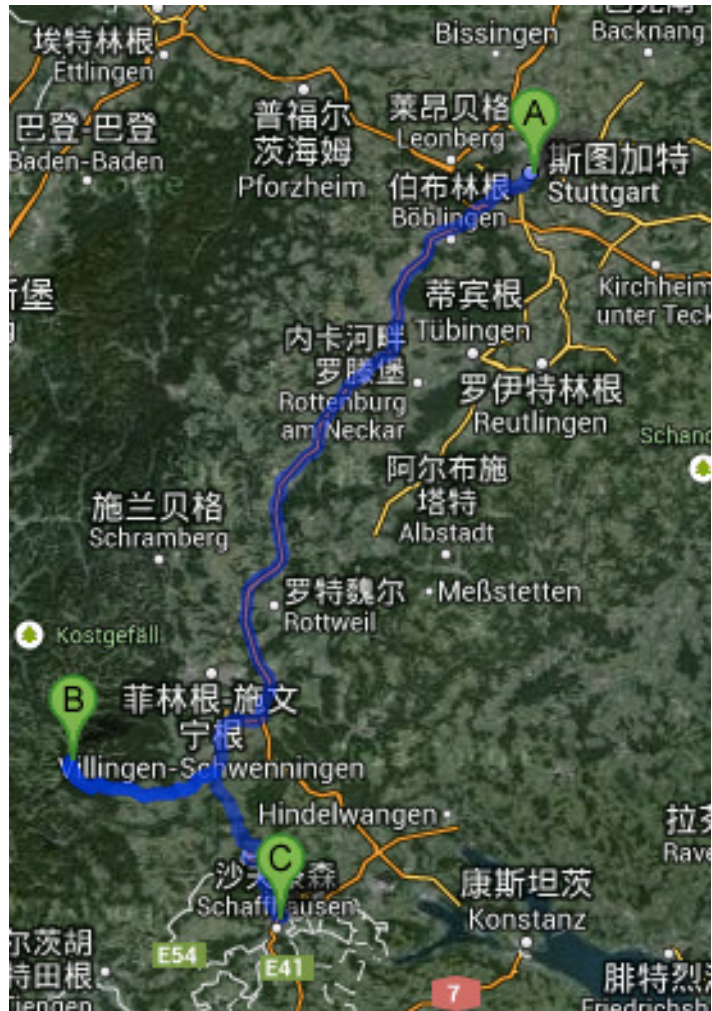 Bissingen
Backnang
埃特林根
Ettlingen
巴登-巴登
Baden-Baden
普福尔
茨海姆
Pforzheim
莱昂贝格
Leonberg
A
斯图加特
Stuttgart
伯布林根
Böblingen
Kirchheim
unter Teck
蒂宾根
Tübingen
内卡河畔
罗滕堡
Rottenburg
am Neckar
罗伊特林根
Reutlingen
阿尔布施
塔特
Albstadt
施兰贝格
Schramberg
罗特魏尔
Rottweil
Meßstetten
Kostgefäll
B
菲林根-施文
宁根
Villingen-Schwenningen
Hindelwangen
C
Schaffhausen
康斯坦茨
Konstanz
E54
E41
7